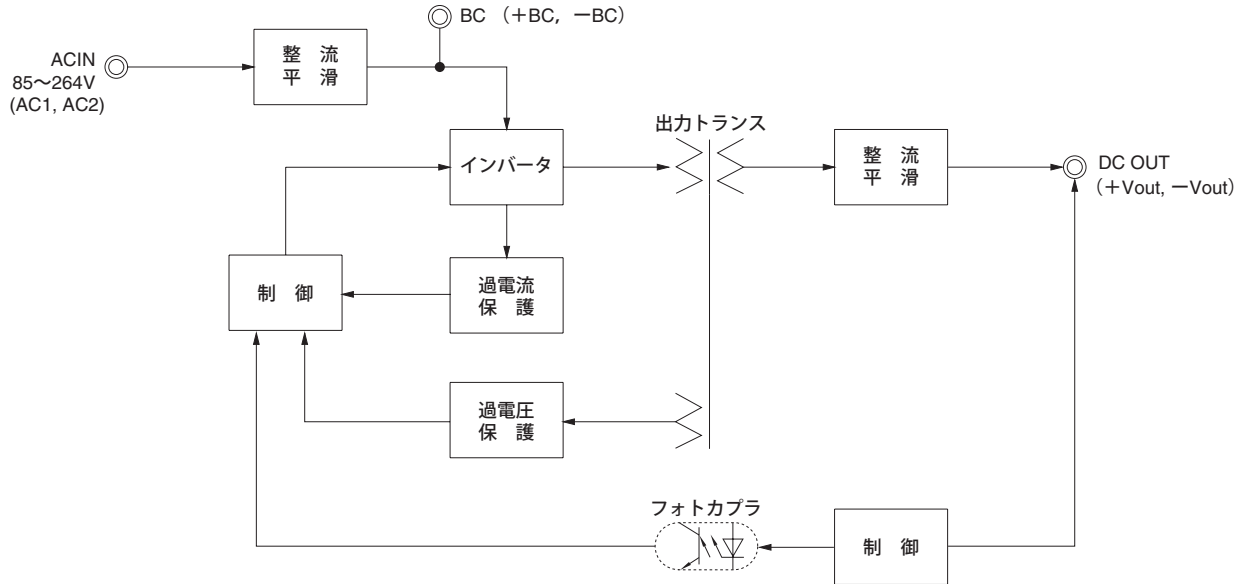 BC （＋BC, －BC）
ACIN
85～264V
(AC1, AC2)
整　流
平　滑
インバータ
出力トランス
整　流
平　滑
DC OUT
（＋Vout, －Vout）
制　御
過電流
保　護
過電圧
保　護
フォトカプラ
制　御